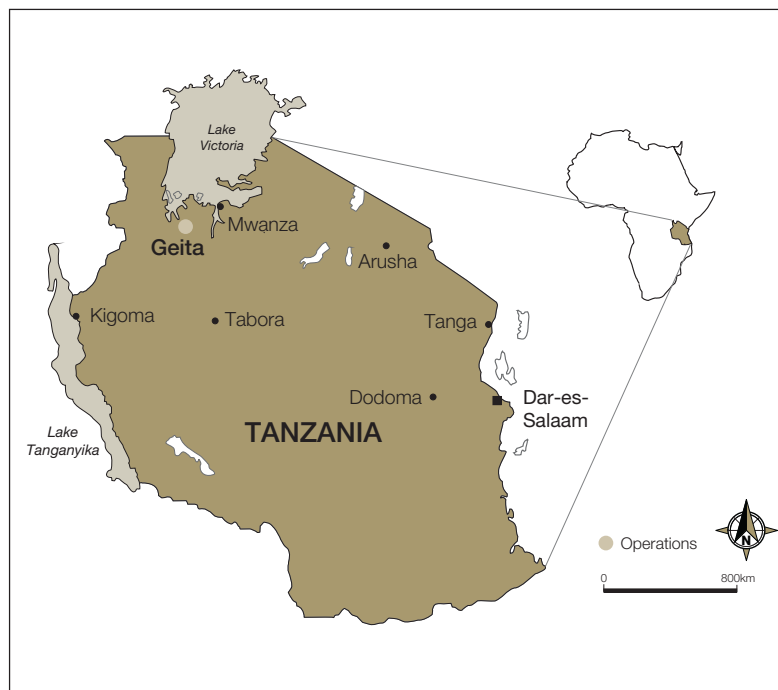 Lake
Victoria
Mwanza
Geita
Arusha
Kigoma
Tabora
Tanga
Dodoma
Dar-es-
Salaam
TANZANIA
Lake
Tanganyika
N
Operations
0 800km